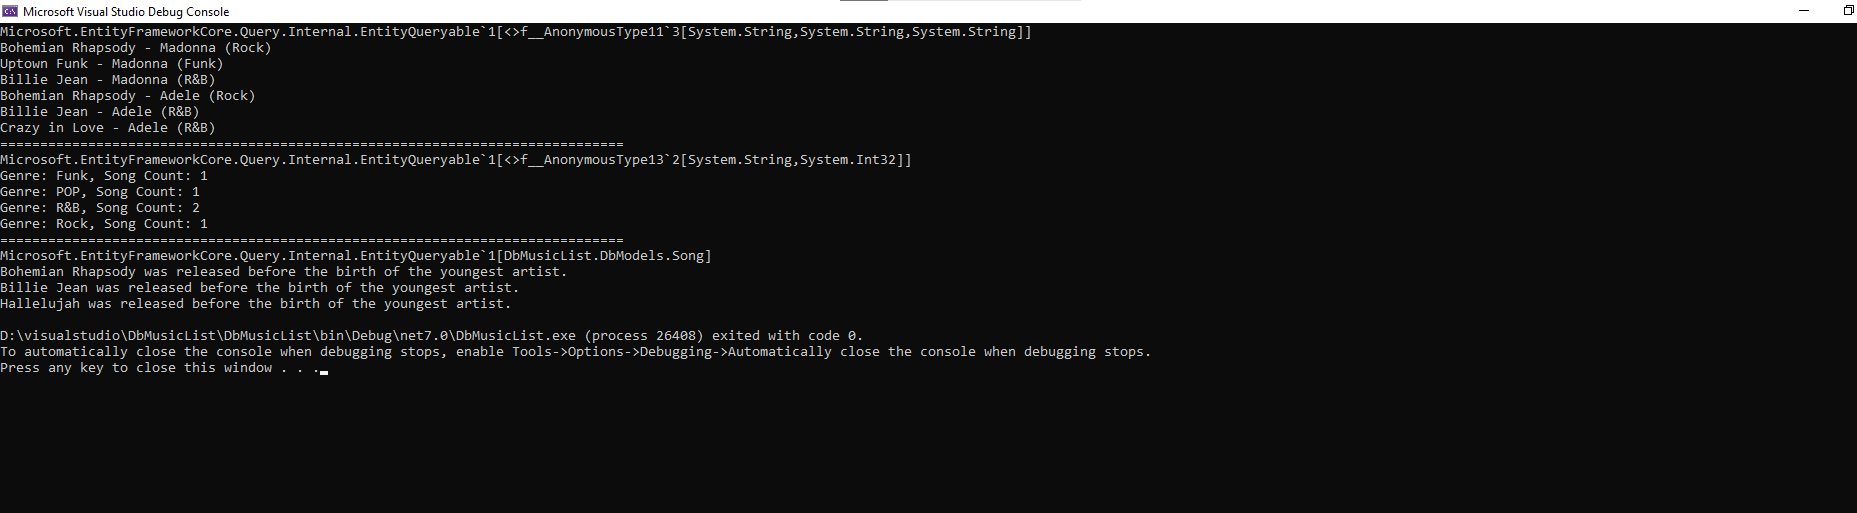 Microsoft Visual Studio Debug Console
Microsoft.EntityFrameworkCore.Query.Internal.EntityQueryable`1[<>f__AnonymousType11`3[System.String,System.String,System.String]]
Bohemian Rhapsody - Madonna (Rock)
Uptown Funk - Madonna (Funk)
Billie Jean - Madonna (R&B)
Bohemian Rhapsody - Adele (Rock)
Billie Jean - Adele (R&B)
Crazy in Love - Adele (R&B)
==============================================================================
Microsoft.EntityFrameworkCore.Query.Internal.EntityQueryable`1[<>f__AnonymousType13`2[System.String,System.Int32]]
Genre: Funk, Song Count: 1
Genre: POP, Song Count: 1
Genre: R&B, Song Count: 2
Genre: Rock, Song Count: 1
==============================================================================
Microsoft.EntityFrameworkCore.Query.Internal.EntityQueryable`1[DbMusicList.DbModels.Song]
Bohemian Rhapsody was released before the birth of the youngest artist.
Billie Jean was released before the birth of the youngest artist.
Hallelujah was released before the birth of the youngest artist.
D:\visualstudio\DbMusicList\DbMusicList\bin\Debug\net7.0\DbMusicList.exe (process 26408) exited with code 0.
To automatically close the console when debugging stops, enable Tools->Options->Debugging->Automatically close the console when debugging stops.
Press any key to close this window . . .